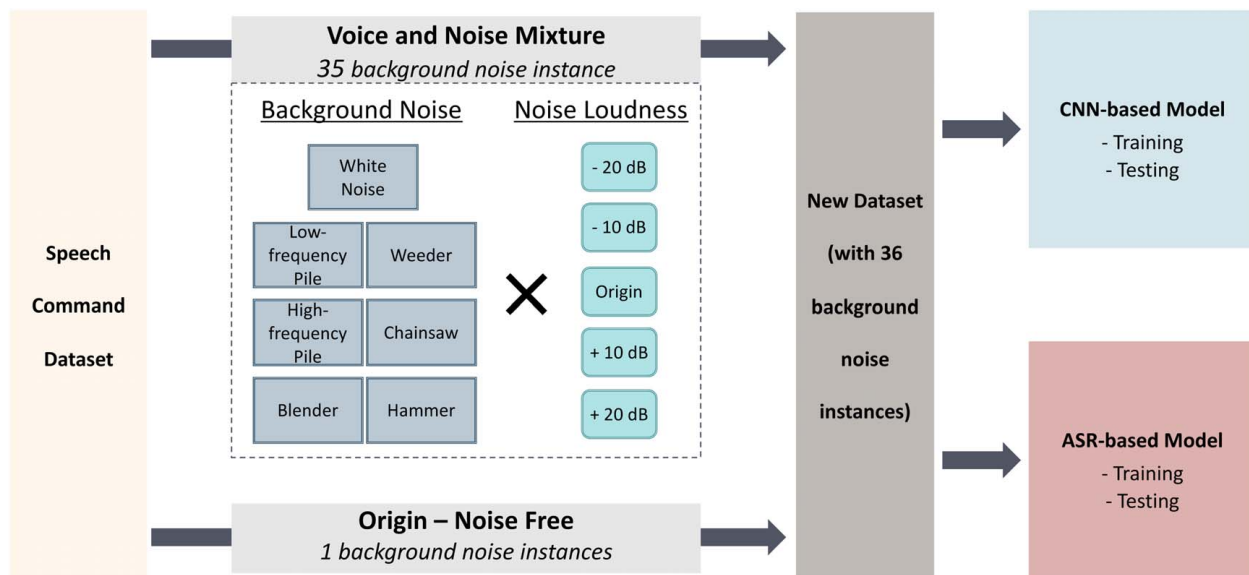 Speech
Command
Dataset
Voice and Noise Mixture
35 background noise instance
Background Noise
White
Noise
Low-
frequency
Pile
Weeder
High-
frequency
Pile
Chainsaw
Blender
Hammer
Noise Loudness
- 20 dB
- 10 dB
Origin
+ 10 dB
+ 20 dB
Origin – Noise Free
1 background noise instances
New Dataset
(with 36
background
noise
instances)
CNN-based Model
- Training
- Testing
ASR-based Model
- Training
- Testing